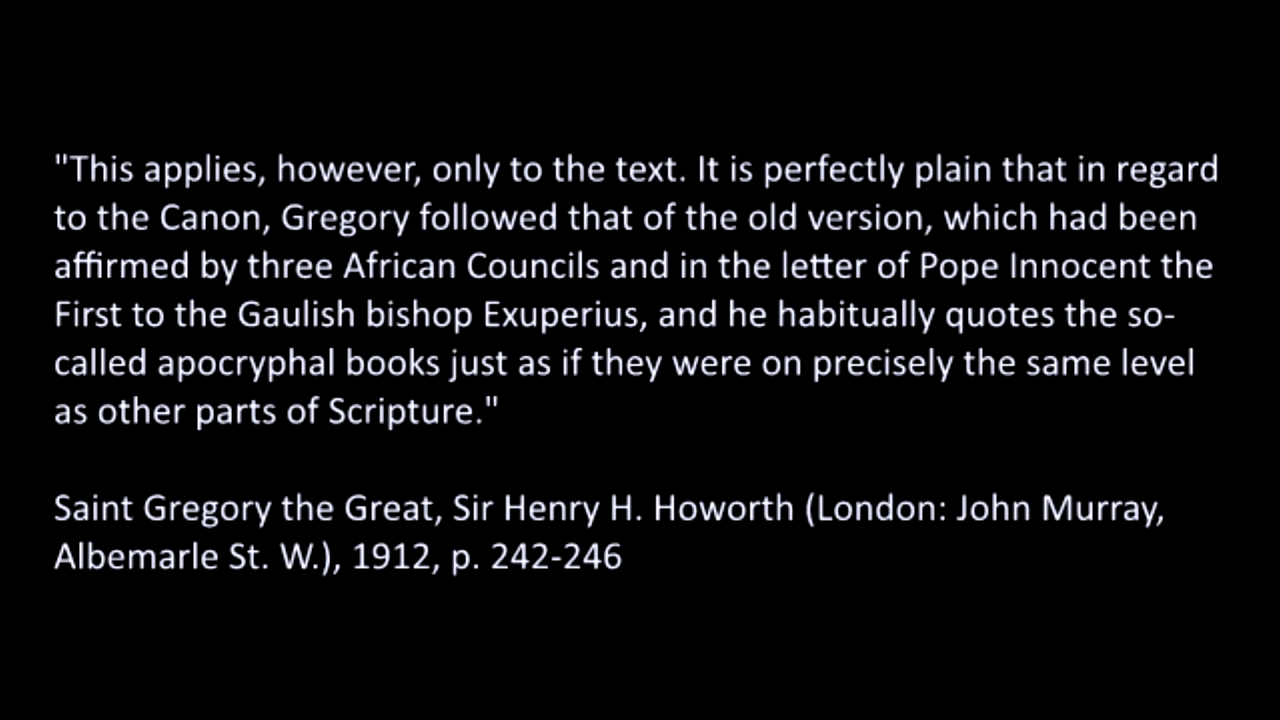 "This applies, however, only to the text. It is perfectly plain that in regard
to the Canon, Gregory followed that of the old version, which had been
affirmed by three African Councils and in the letter of Pope Innocent the
First to the Gaulish bishop Exuperius, and he habitually quotes the so-
called apocryphal books just as if they were on precisely the same level
as other parts of Scripture."
Saint Gregory the Great, Sir Henry H. Howorth (London: John Murray,
Albemarle St. W.), 1912, p. 242-246